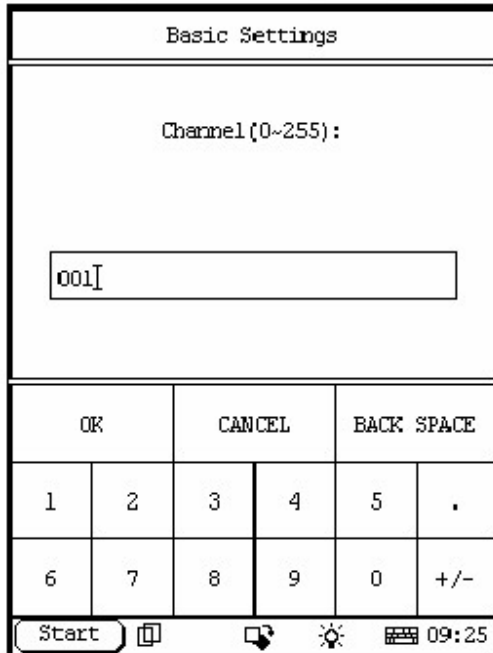 Basic Settings
Channel(0~255):
001
OK CANCEL BACK SPACE
1 2 3 4 5 .
6 7 8 9 0 +/-
Start 09:25